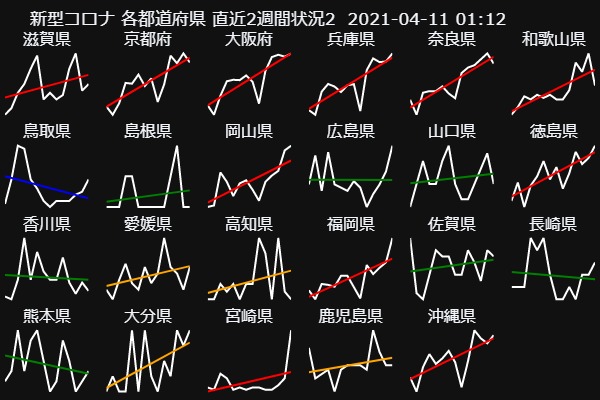 新型コロナ 各都道府県 直近2週間状況2 2021-04-11 01:12
滋賀県 京都府 大阪府 兵庫県 奈良県 和歌山県
鳥取県 島根県 岡山県 広島県 山口県 徳島県
香川県 愛媛県 高知県 福岡県 佐賀県 長崎県
熊本県 大分県 宮崎県 鹿児島県 沖縄県